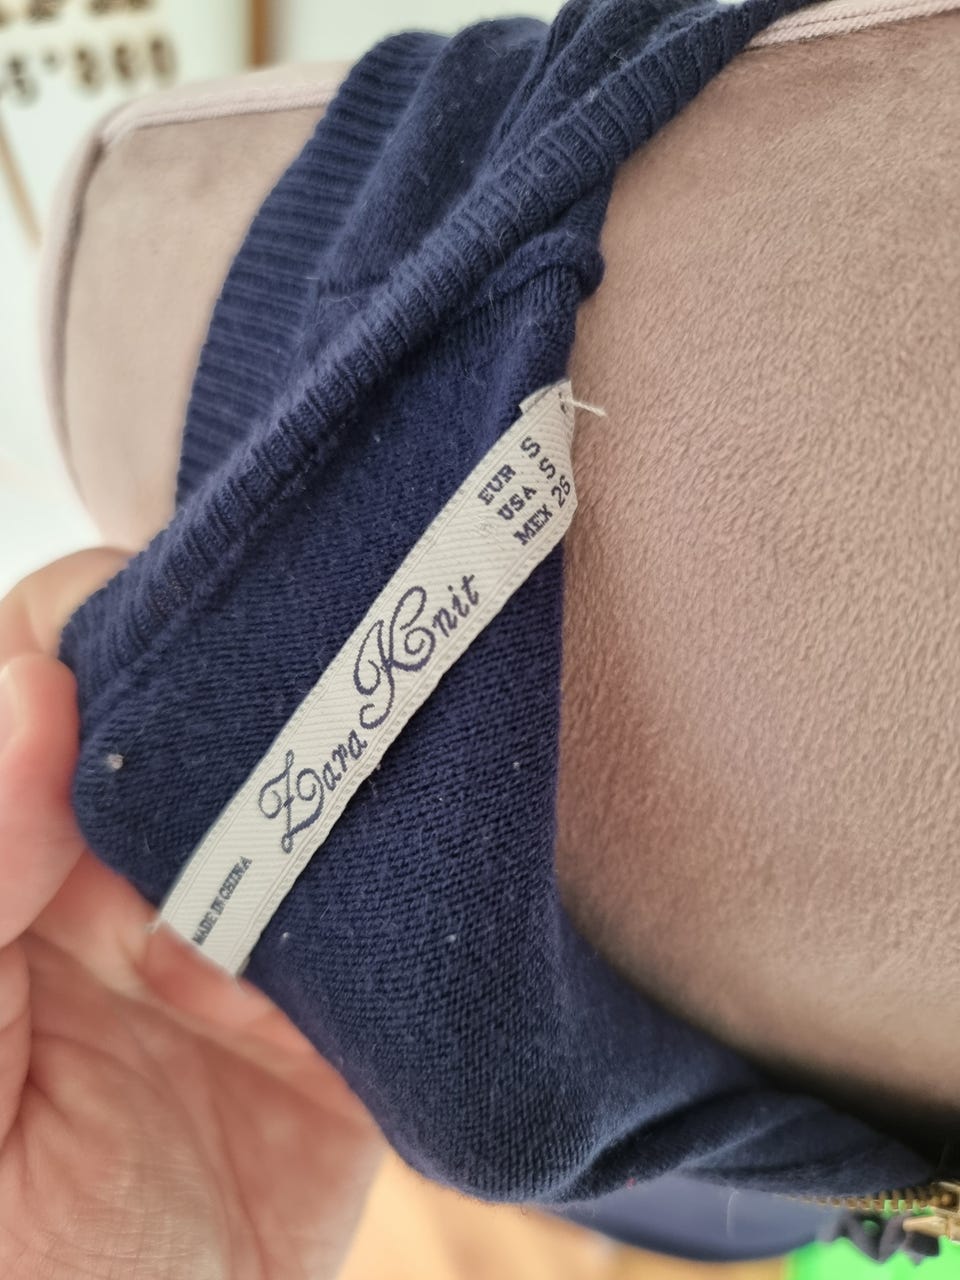 MADE IN CHINA
Zara Knit
EUR S
USA S
MEX 26